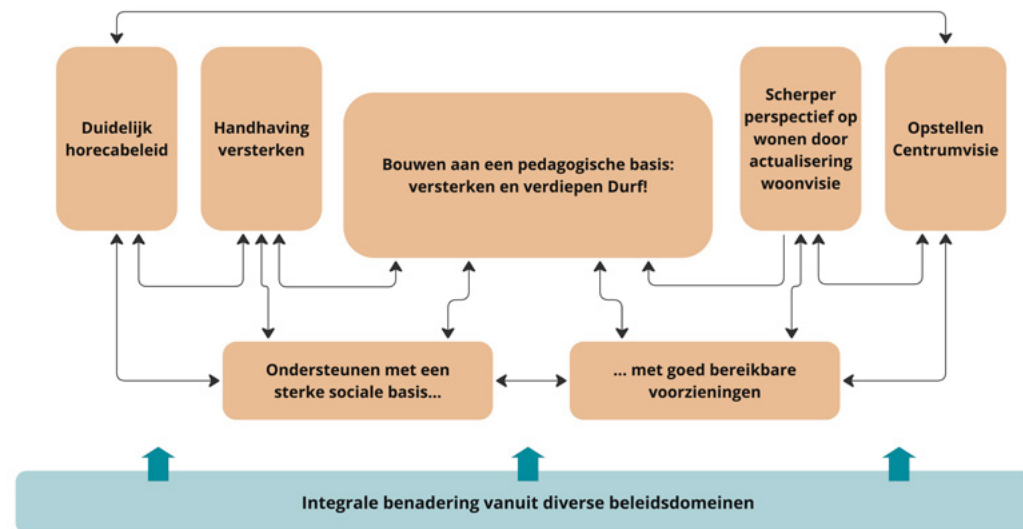 Duidelijk
horecabeleid
Handhaving
versterken
Bouwen aan een pedagogische basis:
versterken en verdiepen Durf!
Scherper
perspectief op
wonen door
actualisering
woonvisie
Opstellen
Centrumvisie
Ondersteunen met een
sterke sociale basis...
... met goed bereikbare
voorzieningen
Integrale benadering vanuit diverse beleidsdomeinen